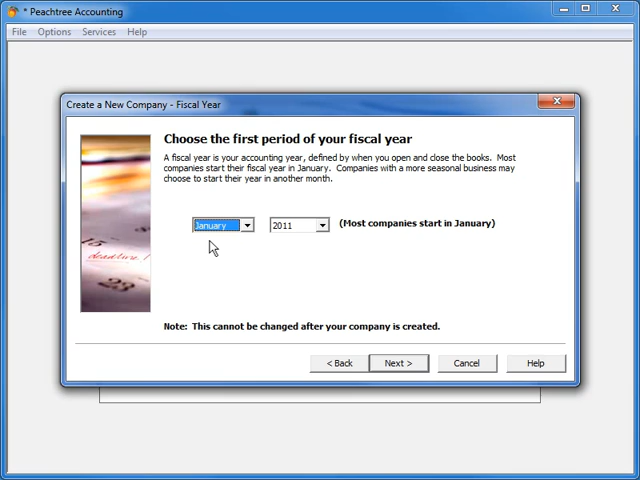 * Peachtree Accounting
File Options Services Help
Create a New Company - Fiscal Year
Choose the first period of your fiscal year
A fiscal year is your accounting year, defined by when you open and close the books. Most
companies start their fiscal year in January. Companies with a more seasonal business may
choose to start their year in another month.
January 2011 (Most companies start in January)
15
deadline!
23
Note: This cannot be changed after your company is created.
< Back Next > Cancel Help